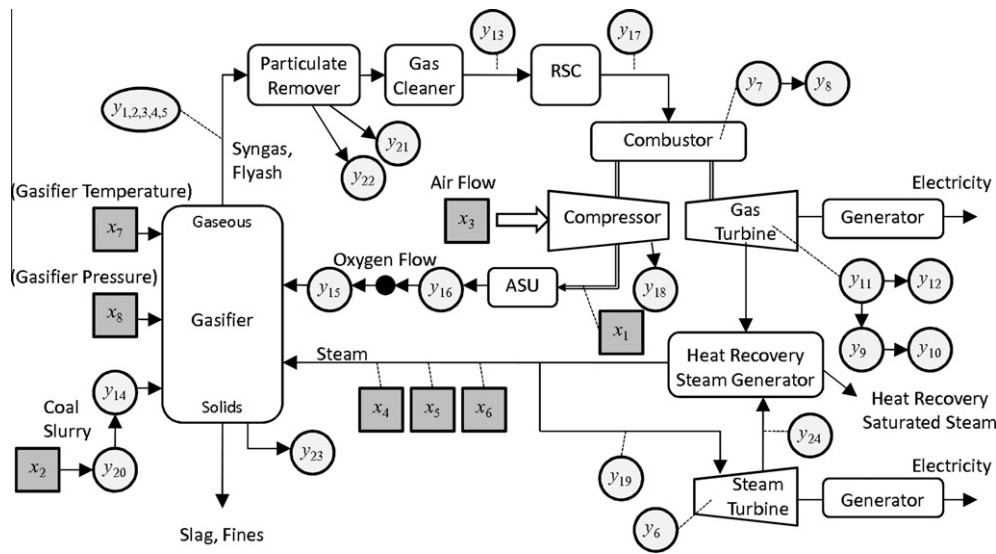 y13
y17
Particulate
Remover
Gas
Cleaner
RSC
y7
y8
y1,2,3,4,5
Combustor
y21
Syngas,
Flyash
y22
(Gasifier Temperature)
Air Flow
Electricity
x7
Gaseous
x3
Compressor
Gas
Turbine
Generator
(Gasifier Pressure)
Oxygen Flow
x8
Gasifier
y15
y16
ASU
y18
y11
y12
x1
y9
y10
Steam
Heat Recovery
Steam Generator
y14
x4
x5
x6
Heat Recovery
Saturated Steam
Coal
Slurry
Solids
y24
x2
y20
y23
y19
Electricity
Steam
Turbine
Generator
y6
Slag, Fines